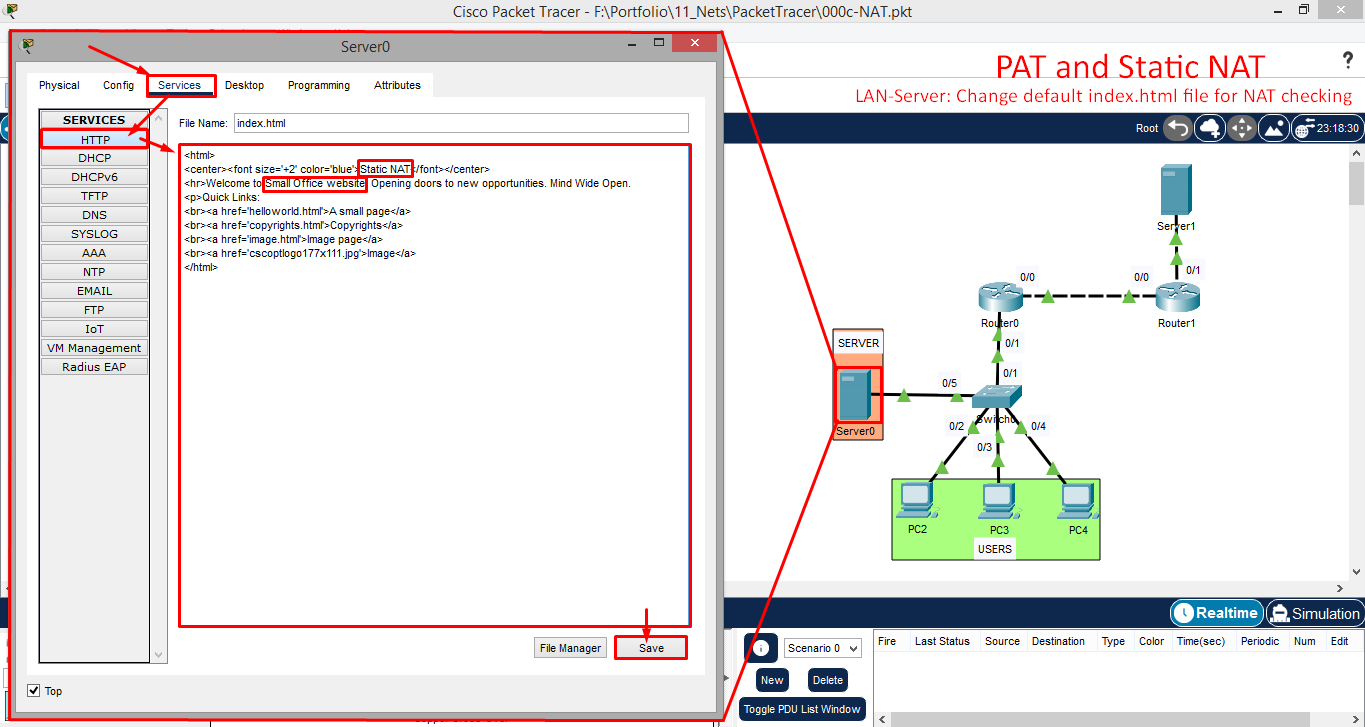 Cisco Packet Tracer - F:\Portfolio\11_Nets\PacketTracer\000c-NAT.pkt
Server0
PAT and Static NAT
?
LAN-Server: Change default index.html file for NAT checking
Physical Config Services Desktop Programming Attributes
SERVICES
HTTP
DHCP
DHCPv6
TFTP
DNS
SYSLOG
AAA
NTP
EMAIL
FTP
IoT
VM Management
Radius EAP
File Name: index.html
<html>
<center><font size='+2' color='blue'>Static NAT</font></center>
<hr>Welcome to Small Office website. Opening doors to new opportunities. Mind Wide Open.
<p>Quick Links:
<br><a href='helloworld.html'>A small page</a>
<br><a href='copyrights.html'>Copyrights</a>
<br><a href='image.html'>Image page</a>
<br><a href='cscoptlogo177x111.jpg'>Image</a>
</html>
File Manager Save
Top
Root 23:18:30
Server1
0/1
0/0 0/0
Router0 Router1
0/1
SERVER
0/1
0/5
Switch0
Server0
0/2 0/4
0/3
PC2 PC3 PC4
USERS
Realtime Simulation
Scenario 0
New Delete
Toggle PDU List Window
Fire Last Status Source Destination Type Color Time(sec) Periodic Num Edit